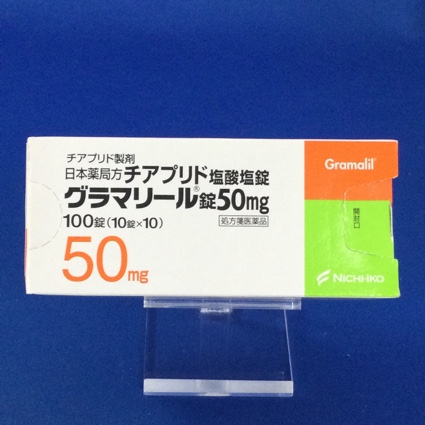 チアプリド製剤
日本薬局方チアプリド塩酸塩錠
グラマリール®錠50mg
100錠(10錠×10)
処方箋医薬品
50mg
Gramalil®
開封口
NICHI-IKO